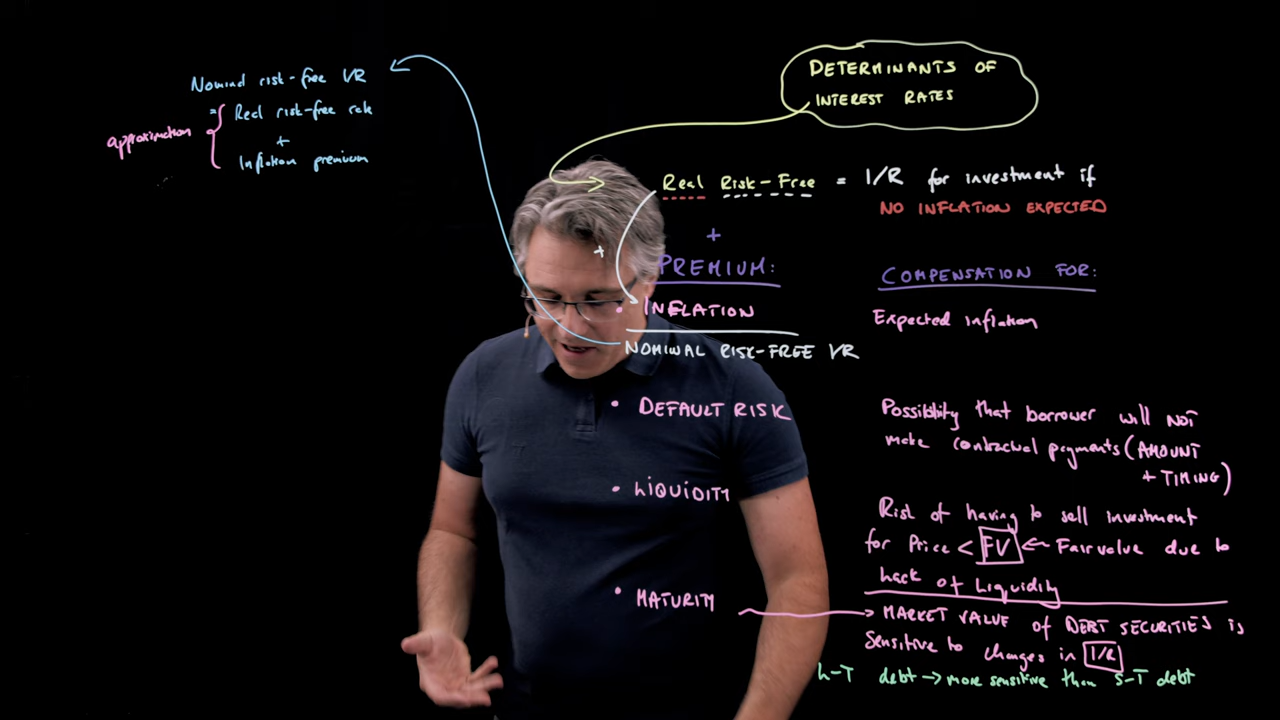 DETERMINANTS OF
INTEREST RATES
Nominal risk-free I/R
= Real risk-free rate
+
Inflation premium
approximation
Real Risk-Free = I/R for investment if
NO INFLATION EXPECTED
+
+
PREMIUM:
COMPENSATION FOR:
• INFLATION
Expected inflation
NOMINAL RISK-FREE I/R
• DEFAULT RISK
Possibility that borrower will NOT
make contractual payments (AMOUNT
+ TIMING)
• LIQUIDITY
Risk of having to sell investment
for Price < FV ← Fair value due to
Lack of Liquidity
• MATURITY
MARKET VALUE of DEBT SECURITIES is
Sensitive to changes in I/R
L-T debt → more sensitive than S-T debt